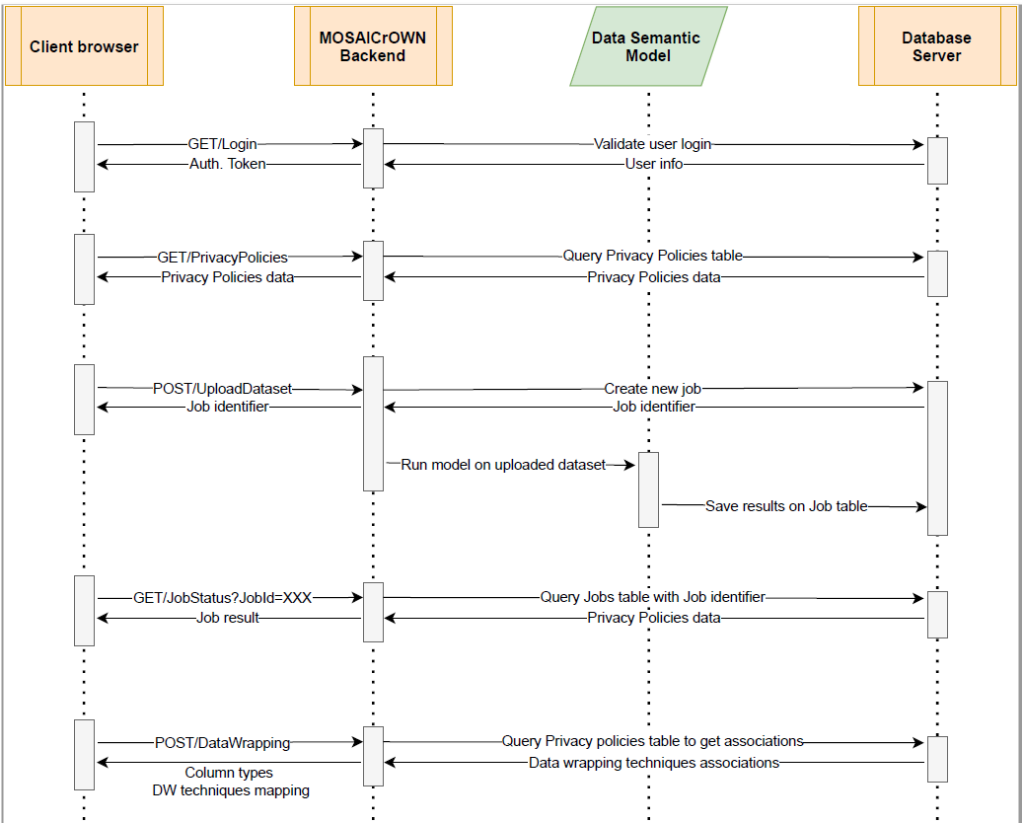 Client browser
MOSAICrOWN
Backend
Data Semantic
Model
Database
Server
GET/Login
Validate user login
Auth. Token
User info
GET/PrivacyPolicies
Query Privacy Policies table
Privacy Policies data
Privacy Policies data
POST/UploadDataset
Create new job
Job identifier
Job identifier
Run model on uploaded dataset
Save results on Job table
GET/JobStatus?JobId=XXX
Query Jobs table with Job identifier
Job result
Privacy Policies data
POST/DataWrapping
Query Privacy policies table to get associations
Data wrapping techniques associations
Column types
DW techniques mapping